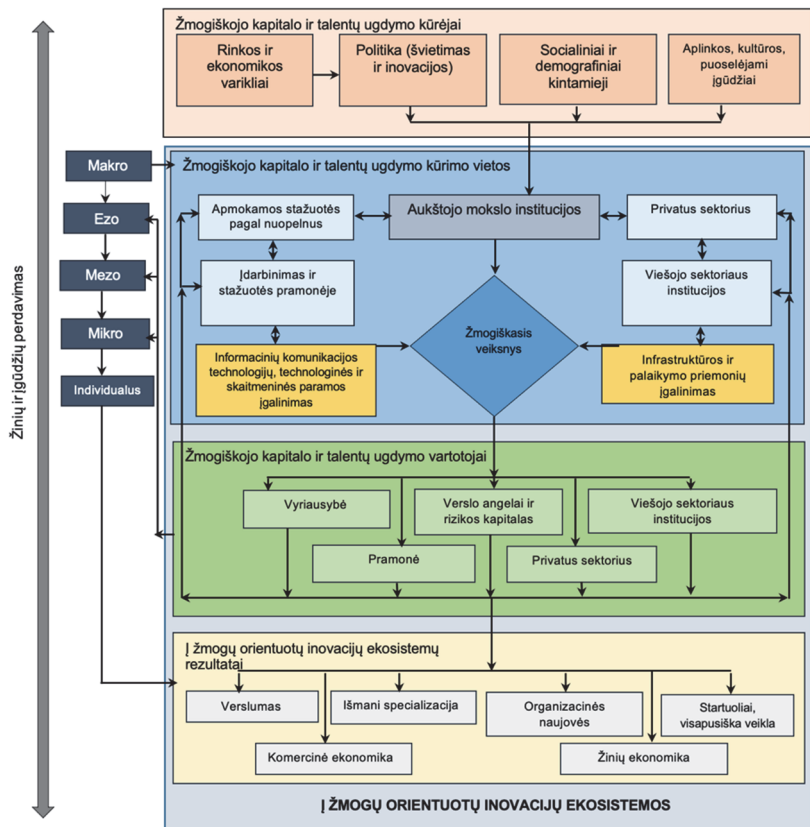 Žmogiškojo kapitalo ir talentų ugdymo kūrėjai
Rinkos ir
ekonomikos
varikliai
Politika (švietimas
ir inovacijos)
Socialiniai ir
demografiniai
kintamieji
Aplinkos, kultūros,
puoselėjami
įgūdžiai
Žinių ir įgūdžių perdavimas
Makro
Ezo
Mezo
Mikro
Individualus
Žmogiškojo kapitalo ir talentų ugdymo kūrimo vietos
Apmokamos stažuotės
pagal nuopelnus
Aukštojo mokslo institucijos
Privatus sektorius
Įdarbinimas ir
stažuotės pramonėje
Viešojo sektoriaus
institucijos
Žmogiškasis
veiksnys
Informacinių komunikacijos
technologijų, technologinės ir
skaitmeninės paramos
įgalinimas
Infrastruktūros ir
palaikymo priemonių
įgalinimas
Žmogiškojo kapitalo ir talentų ugdymo vartotojai
Vyriausybė
Verslo angelai ir
rizikos kapitalas
Viešojo sektoriaus
institucijos
Pramonė
Privatus sektorius
Į žmogų orientuotų inovacijų ekosistemų
rezultatai
Verslumas
Išmani specializacija
Organizacinės
naujovės
Startuoliai,
visapusiška veikla
Komercinė ekonomika
Žinių ekonomika
Į ŽMOGŲ ORIENTUOTŲ INOVACIJŲ EKOSISTEMOS